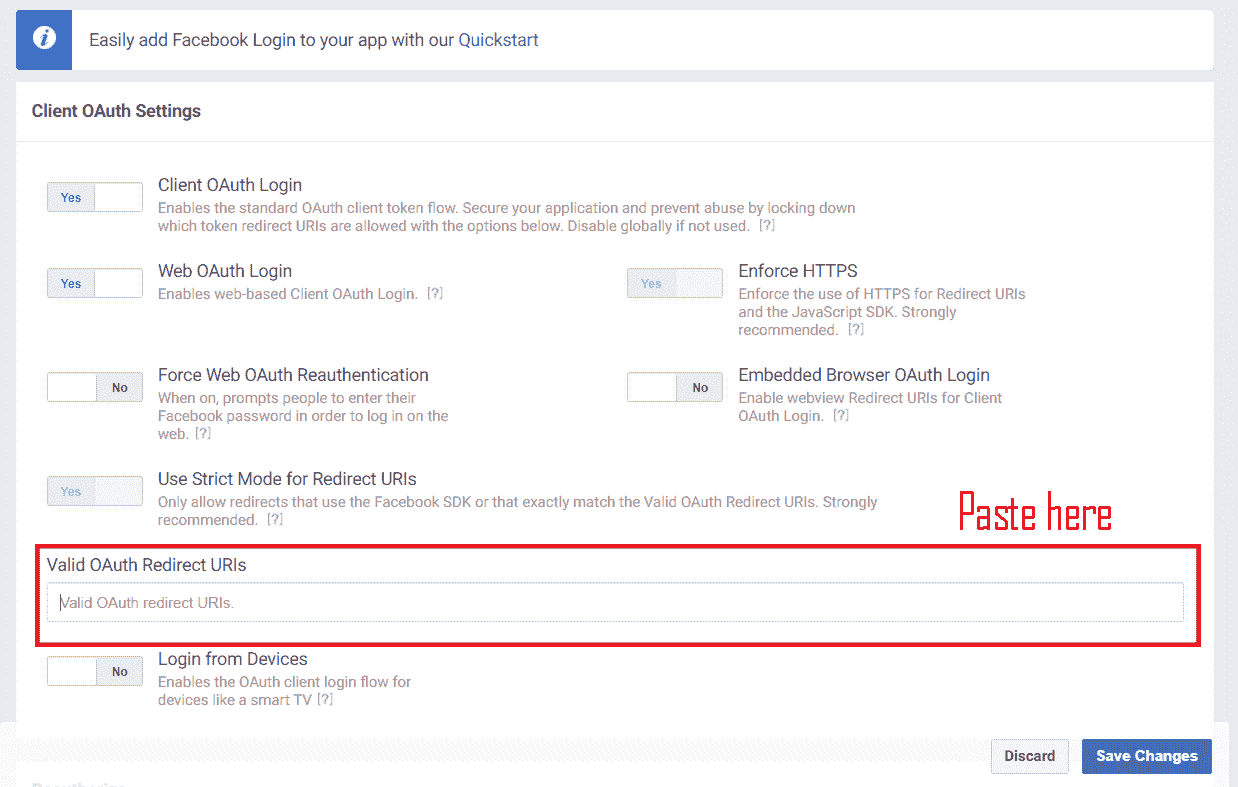 Easily add Facebook Login to your app with our Quickstart
Client OAuth Settings
Yes
Client OAuth Login
Enables the standard OAuth client token flow. Secure your application and prevent abuse by locking down
which token redirect URIs are allowed with the options below. Disable globally if not used. [?]
Yes
Web OAuth Login
Enables web-based Client OAuth Login. [?]
Yes
Enforce HTTPS
Enforce the use of HTTPS for Redirect URIs
and the JavaScript SDK. Strongly
recommended. [?]
No
Force Web OAuth Reauthentication
When on, prompts people to enter their
Facebook password in order to log in on the
web. [?]
No
Embedded Browser OAuth Login
Enable webview Redirect URIs for Client
OAuth Login. [?]
Yes
Use Strict Mode for Redirect URIs
Only allow redirects that use the Facebook SDK or that exactly match the Valid OAuth Redirect URIs. Strongly
recommended. [?]
Paste here
Valid OAuth Redirect URIs
Valid OAuth redirect URIs.
No
Login from Devices
Enables the OAuth client login flow for
devices like a smart TV [?]
Discard
Save Changes